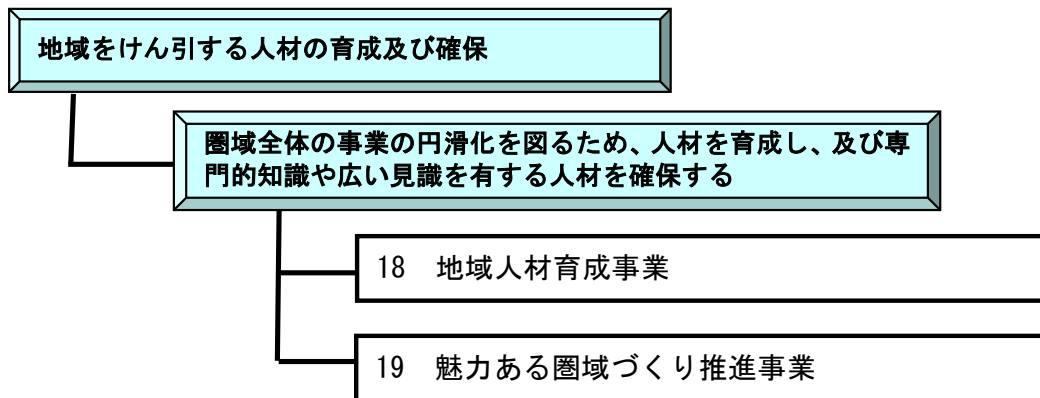 地域をけん引する人材の育成及び確保
圏域全体の事業の円滑化を図るため、人材を育成し、及び専
門的知識や広い見識を有する人材を確保する
18　地域人材育成事業
19　魅力ある圏域づくり推進事業